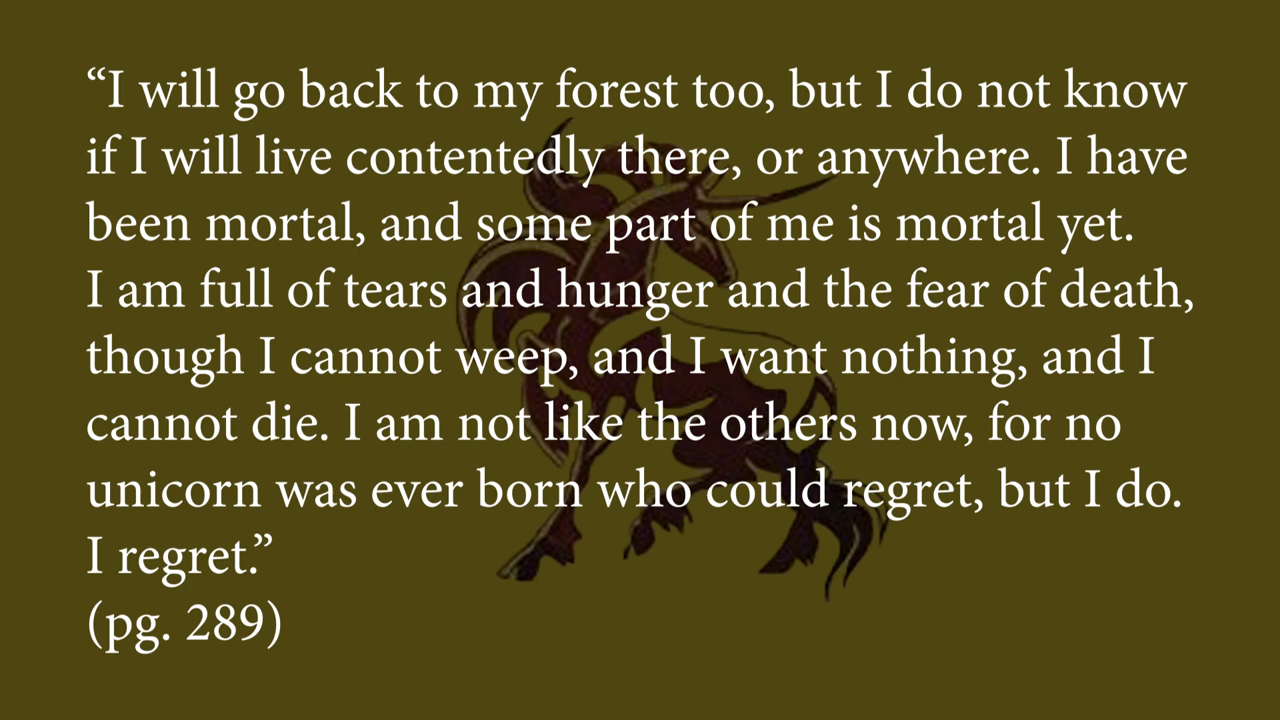 “I will go back to my forest too, but I do not know
if I will live contentedly there, or anywhere. I have
been mortal, and some part of me is mortal yet.
I am full of tears and hunger and the fear of death,
though I cannot weep, and I want nothing, and I
cannot die. I am not like the others now, for no
unicorn was ever born who could regret, but I do.
I regret.”
(pg. 289)